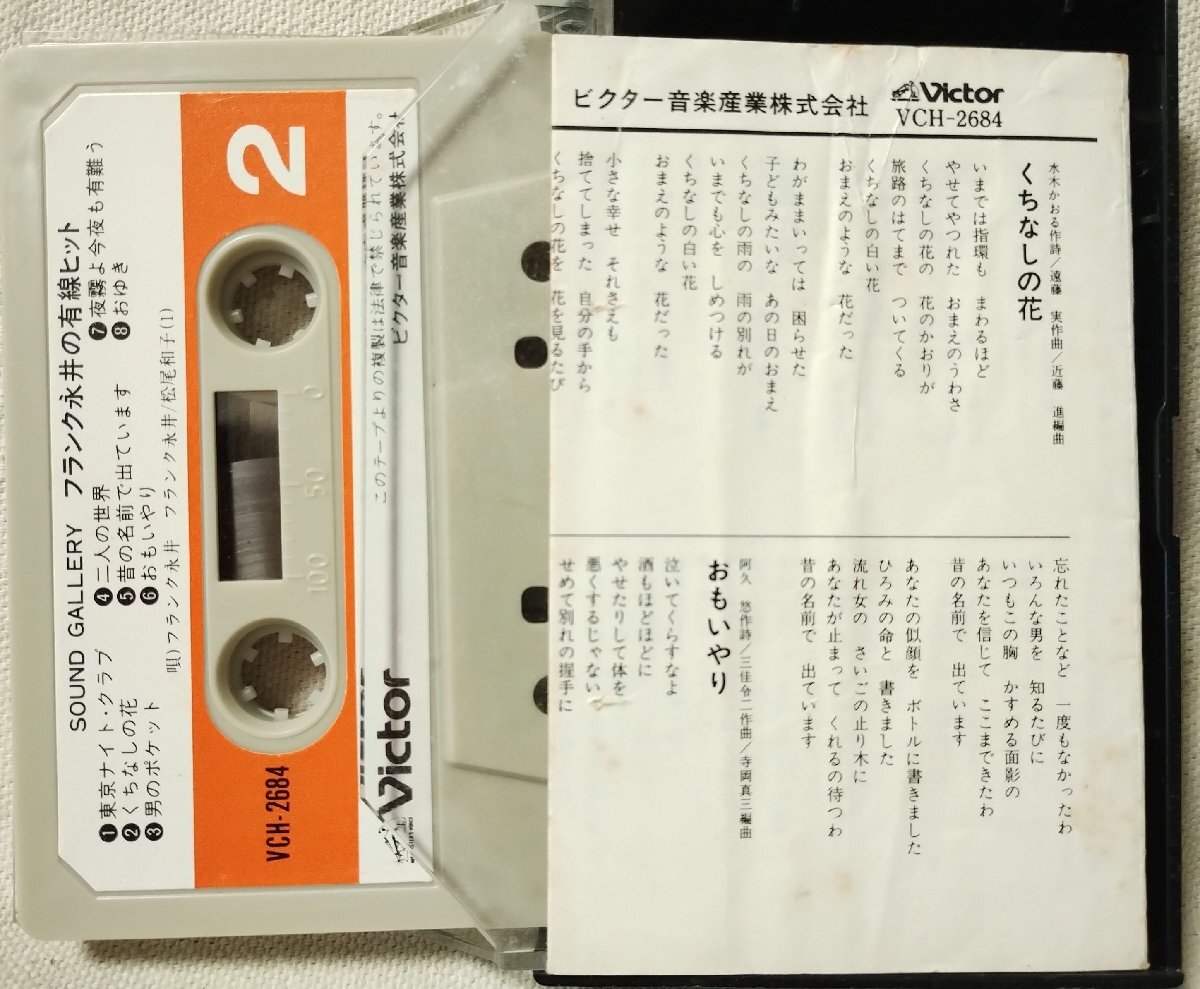 SOUND GALLERY フランク永井の有線ヒット
❶東京ナイト・クラブ
❷くちなしの花
❸男のポケット
❹二人の世界
❺昔の名前で出ています
❻おもいやり
❼夜霧よ今夜も有難う
❽おゆき
唄)フランク永井 フランク永井/松尾和子(1)
2
VCH-2684
0 50 100
このテープよりの複製は法律で禁じられています。
ビクター音楽産業株式会社
Victor
ビクター音楽産業株式会社
Victor
VCH-2684
くちなしの花
水木かおる作詩/遠藤 実作曲/近藤 進編曲
いまでは指環も まわるほど
やせてやつれた おまえのうわさ
くちなしの花の 花のかおりが
旅路のはてまで ついてくる
くちなしの白い花
おまえのような 花だった
わがままいっては 困らせた
子どもみたいな あの日のおまえ
くちなしの雨の 雨の別れが
いまでも心を しめつける
くちなしの白い花
おまえのような 花だった
小さな幸せ それさえも
捨ててしまった 自分の手から
くちなしの花を 花を見るたび
忘れたことなど 一度もなかったわ
いろんな男を 知るたびに
いつもこの胸 かすめる面影の
あなたを信じて ここまできたわ
昔の名前で 出ています
あなたの似顔を ボトルに書きました
ひろみの命と 書きました
流れ女の さいごの止り木に
あなたが止まって くれるの待つわ
昔の名前で 出ています
おもいやり
阿久 悠作詩/三佳令二作曲/寺岡真三編曲
泣いてくらすなよ
酒もほどほどに
やせたりして体を
悪くするじゃない
せめて別れの握手に